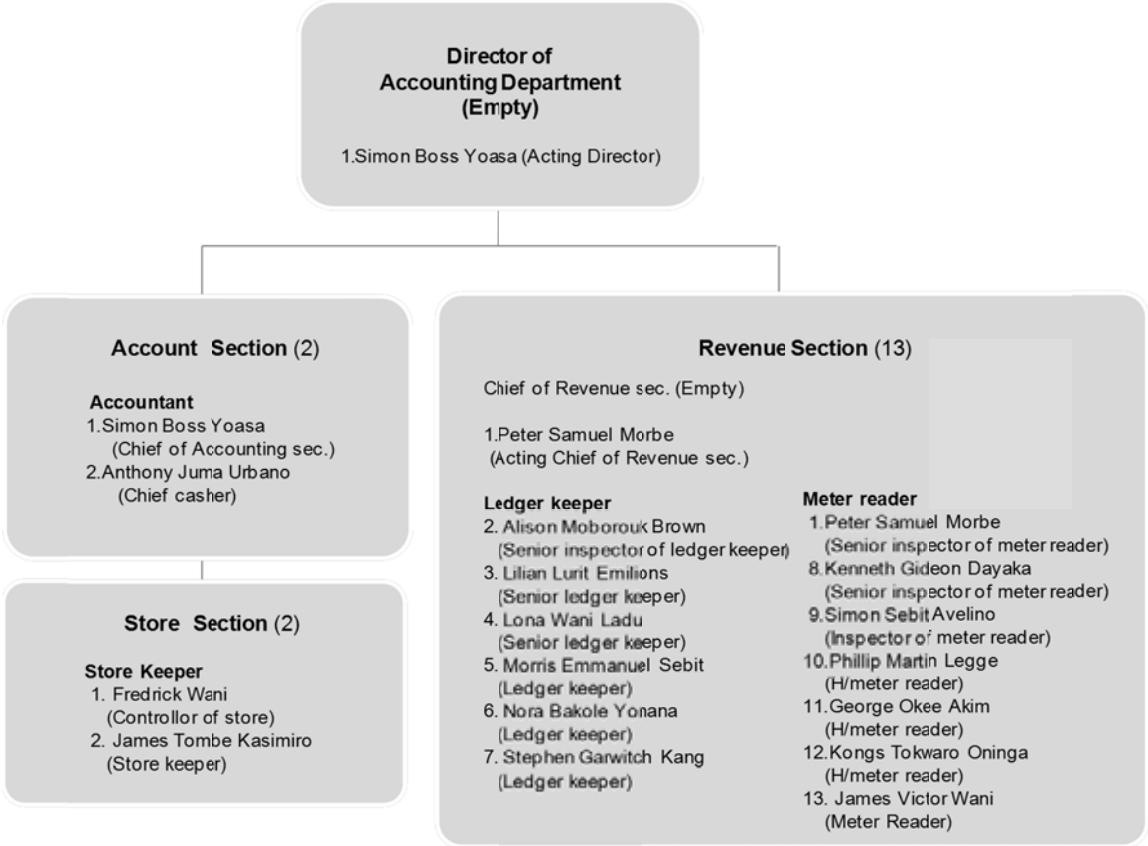 Director of
Accounting Department
(Empty)
1.Simon Boss Yoasa (Acting Director)
Account Section (2)
Accountant
1.Simon Boss Yoasa
(Chief of Accounting sec.)
2.Anthony Juma Urbano
(Chief casher)
Store Section (2)
Store Keeper
1. Fredrick Wani
(Controllor of store)
2. James Tombe Kasimiro
(Store keeper)
Revenue Section (13)
Chief of Revenue sec. (Empty)
1.Peter Samuel Morbe
(Acting Chief of Revenue sec.)
Ledger keeper
2. Alison Moborouk Brown
(Senior inspector of ledger keeper)
3. Lilian Lurit Emilions
(Senior ledger keeper)
4. Lona Wani Ladu
(Senior ledger keeper)
5. Morris Emmanuel Sebit
(Ledger keeper)
6. Nora Bakole Yonana
(Ledger keeper)
7. Stephen Garwitch Kang
(Ledger keeper)
Meter reader
1.Peter Samuel Morbe
(Senior inspector of meter reader)
8.Kenneth Gideon Dayaka
(Senior inspector of meter reader)
9.Simon Sebit Avelino
(Inspector of meter reader)
10.Phillip Martin Legge
(H/meter reader)
11.George Okee Akim
(H/meter reader)
12.Kongs Tokwaro Oninga
(H/meter reader)
13. James Victor Wani
(Meter Reader)